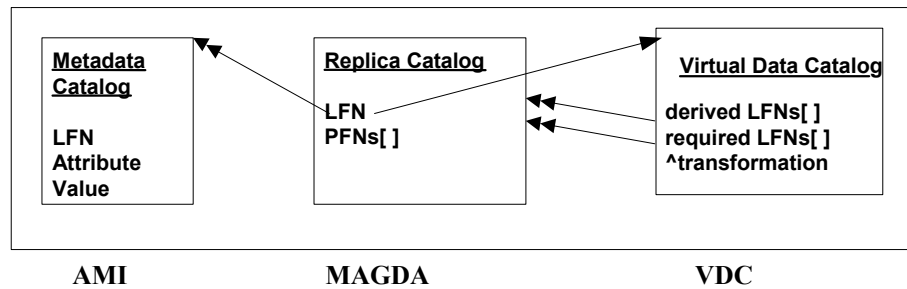 Metadata
Catalog
LFN
Attribute
Value
Replica Catalog
LFN
PFNs[ ]
Virtual Data Catalog
derived LFNs[ ]
required LFNs[ ]
^transformation
AMI
MAGDA
VDC